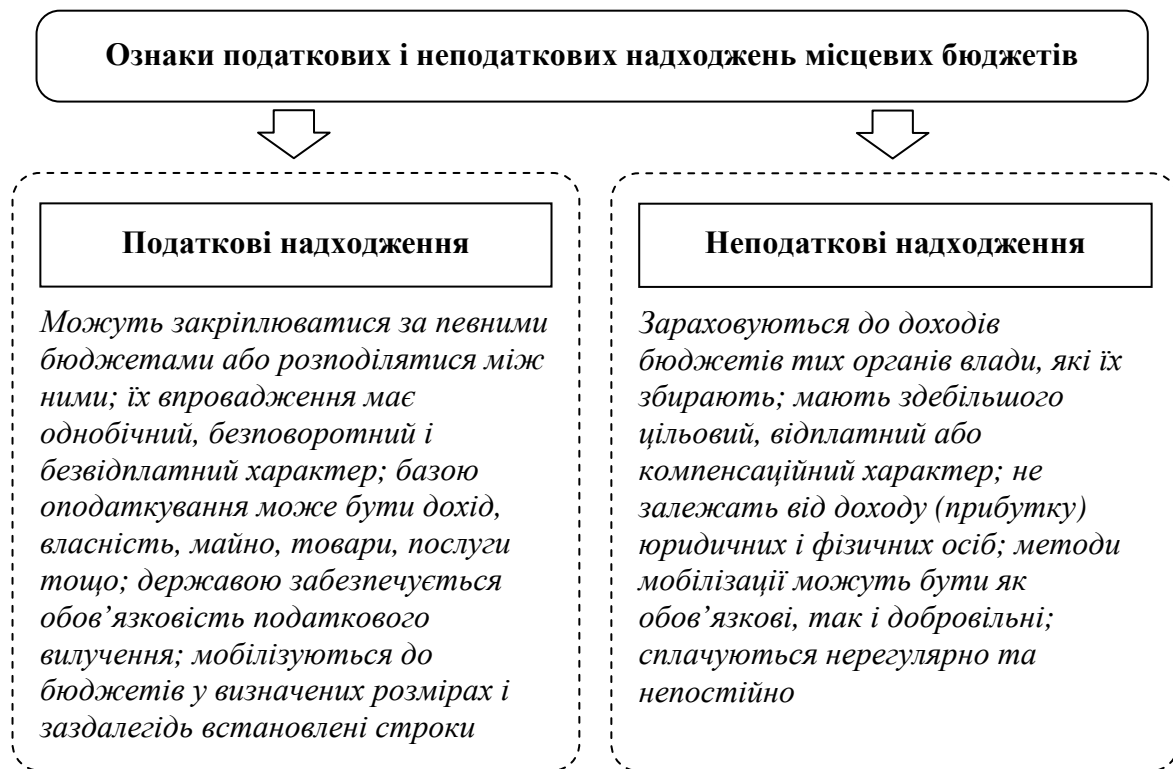 Ознаки податкових і неподаткових надходжень місцевих бюджетів
Податкові надходження
Можуть закріплюватися за певними
бюджетами або розподілятися між
ними; їх впровадження має
однобічний, безповоротний і
безвідплатний характер; базою
оподаткування може бути дохід,
власність, майно, товари, послуги
тощо; державою забезпечується
обов’язковість податкового
вилучення; мобілізуються до
бюджетів у визначених розмірах і
заздалегідь встановлені строки
Неподаткові надходження
Зараховуються до доходів
бюджетів тих органів влади, які їх
збирають; мають здебільшого
цільовий, відплатний або
компенсаційний характер; не
залежать від доходу (прибутку)
юридичних і фізичних осіб; методи
мобілізації можуть бути як
обов’язкові, так і добровільні;
сплачуються нерегулярно та
непостійно